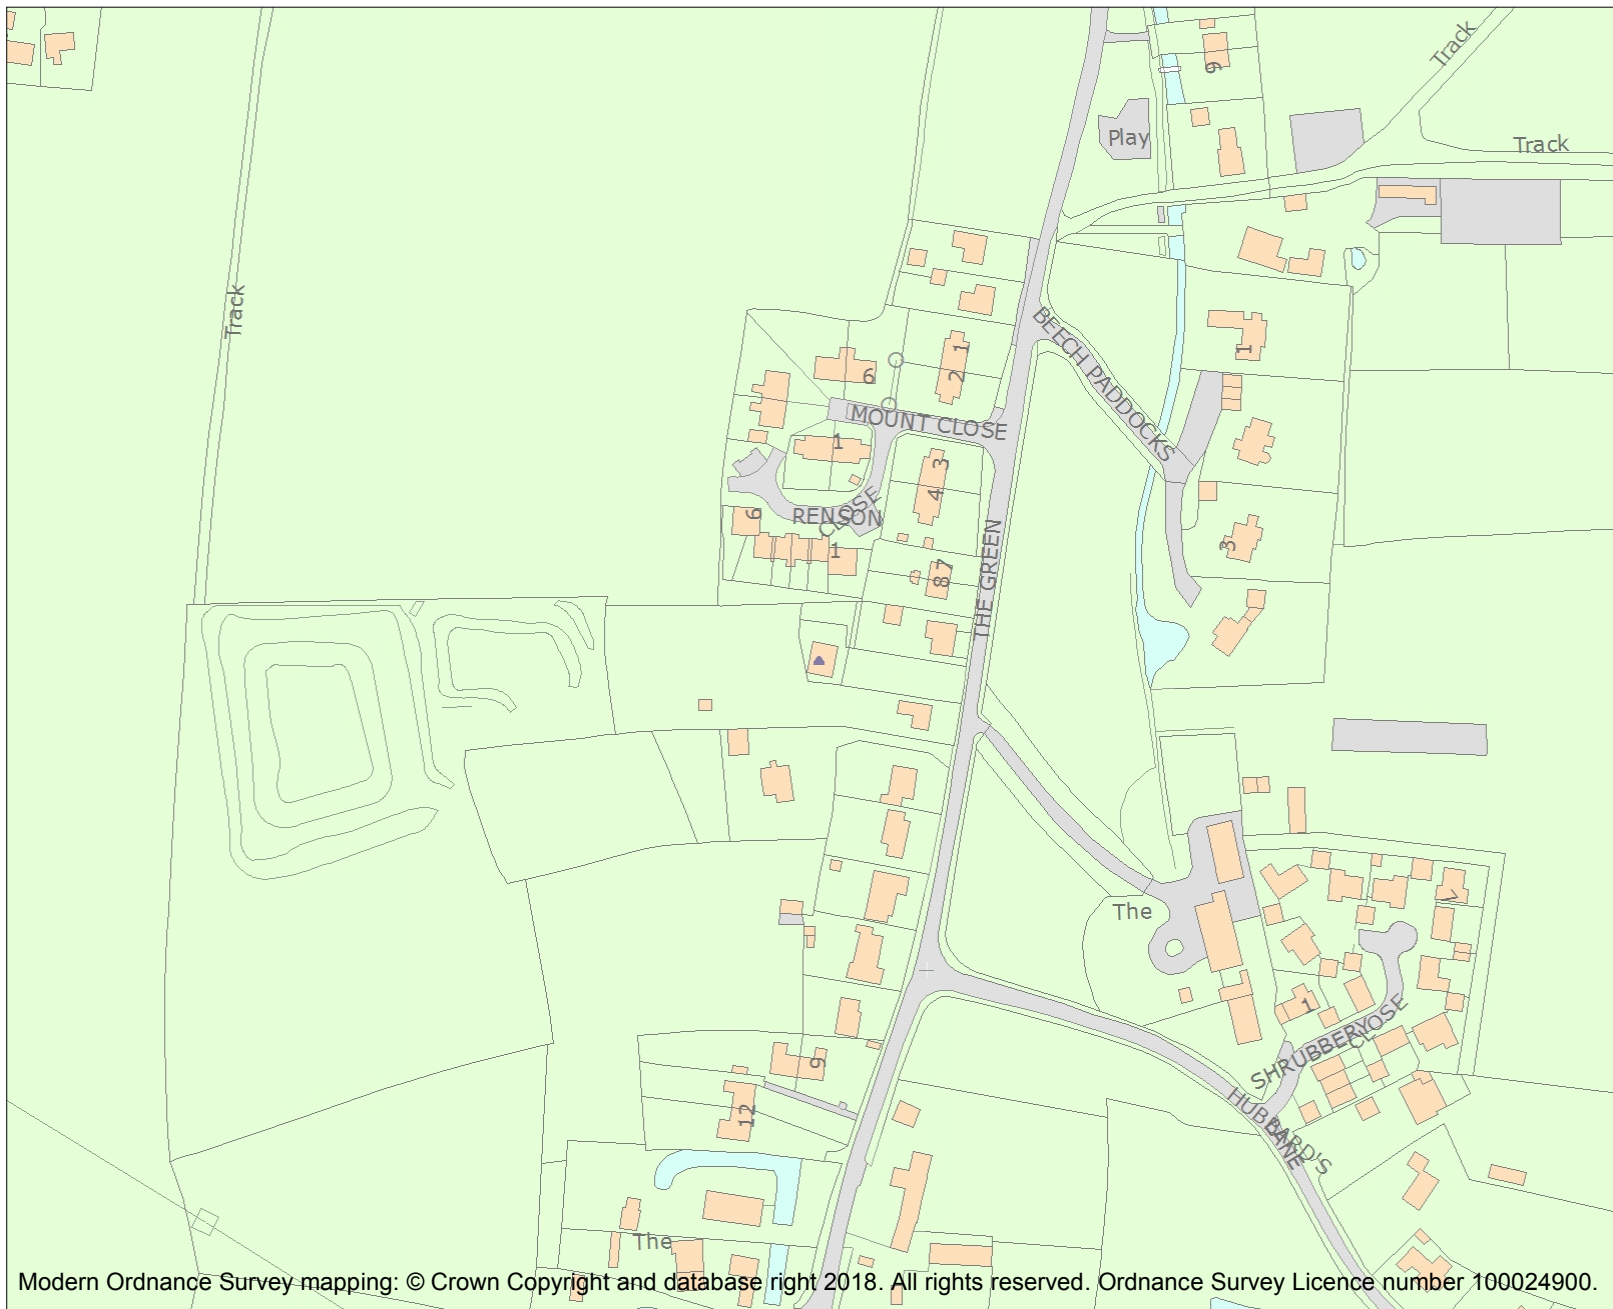 Track
9
Play
Track
Track
BEECH PADDOCKS
1
1
2
6
MOUNT CLOSE
1
3
4
RENSON
CLOSE
6
1
8 7
THE GREEN
3
The
7
1
SHRUBBERY
CLOSE
HUBBARD'S
LANE
9
12
The
Modern Ordnance Survey mapping: © Crown Copyright and database right 2018. All rights reserved. Ordnance Survey Licence number 100024900.